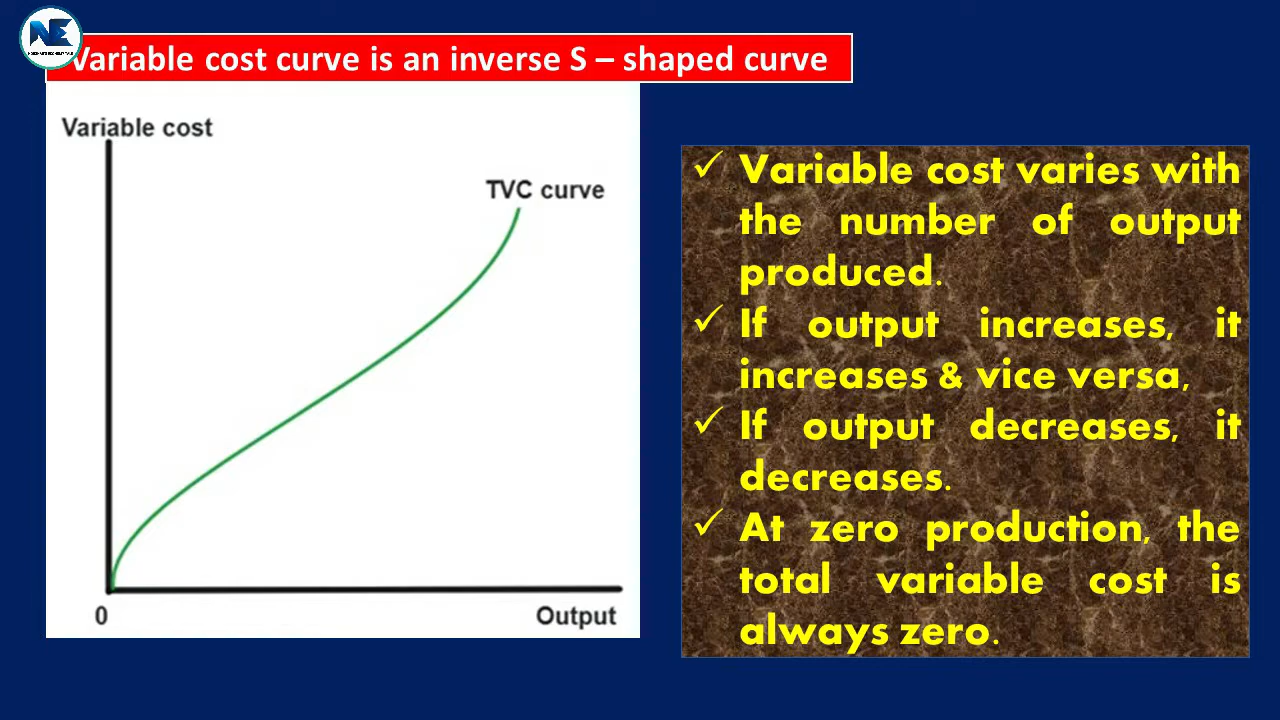 Variable cost curve is an inverse S – shaped curve
Variable cost
TVC curve
0
Output
✓ Variable cost varies with
the number of output
produced.
✓ If output increases, it
increases & vice versa,
✓ If output decreases, it
decreases.
✓ At zero production, the
total variable cost is
always zero.
NE